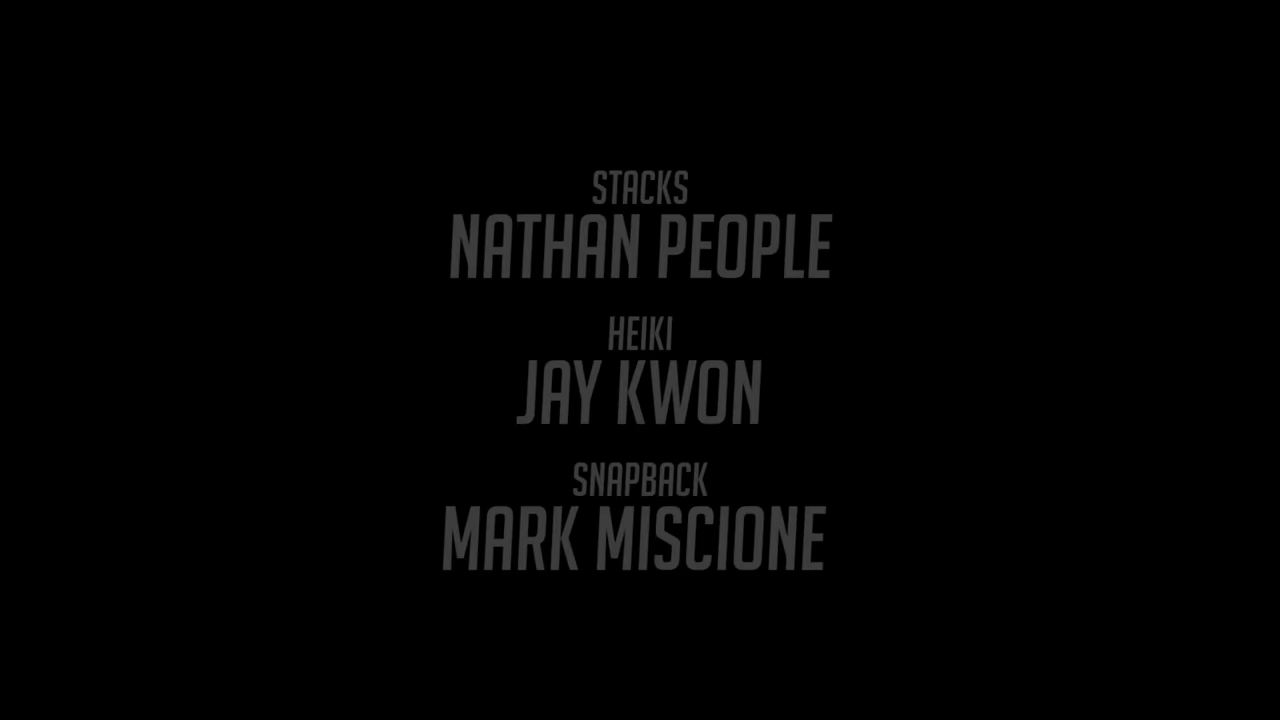 STACKS
NATHAN PEOPLE
HEIKI
JAY KWON
SNAPBACK
MARK MISCIONE